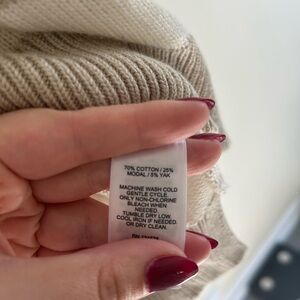 70% COTTON / 25%
MODAL / 5% YAK
MACHINE WASH COLD
GENTLE CYCLE.
ONLY NON-CHLORINE
BLEACH WHEN
NEEDED.
TUMBLE DRY LOW.
COOL IRON IF NEEDED
OR DRY CLEAN.
RN